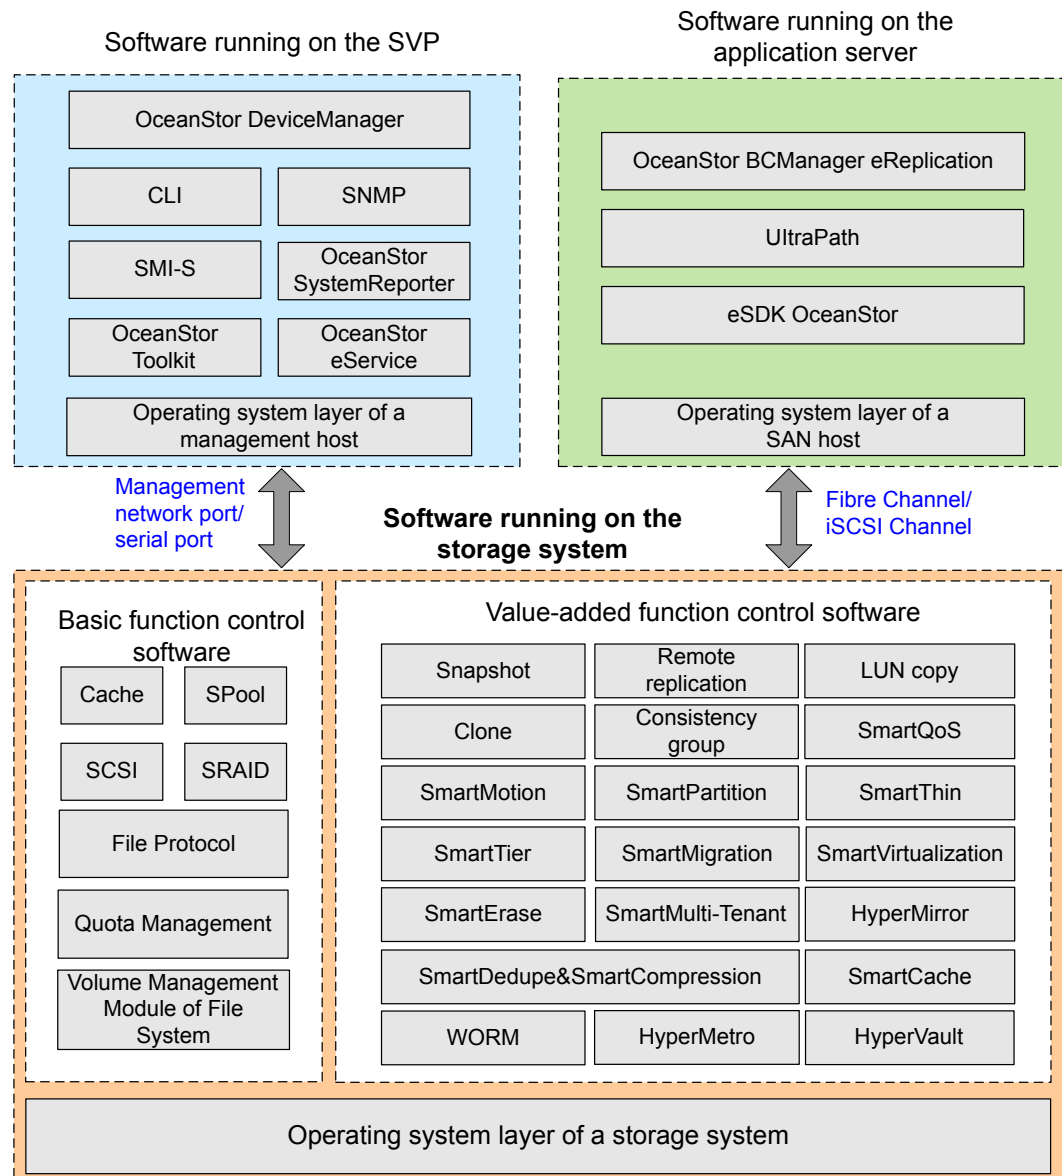 Software running on the SVP
Software running on the
application server
OceanStor DeviceManager
CLI
SNMP
SMI-S
OceanStor
SystemReporter
OceanStor
Toolkit
OceanStor
eService
Operating system layer of a
management host
OceanStor BCManager eReplication
UltraPath
eSDK OceanStor
Operating system layer of a
SAN host
Management
network port/
serial port
Software running on the
storage system
Fibre Channel/
iSCSI Channel
Basic function control
software
Cache
SPool
SCSI
SRAID
File Protocol
Quota Management
Volume Management
Module of File
System
Value-added function control software
Snapshot
Remote
replication
LUN copy
Clone
Consistency
group
SmartQoS
SmartMotion
SmartPartition
SmartThin
SmartTier
SmartMigration
SmartVirtualization
SmartErase
SmartMulti-Tenant
HyperMirror
SmartDedupe&SmartCompression
SmartCache
WORM
HyperMetro
HyperVault
Operating system layer of a storage system